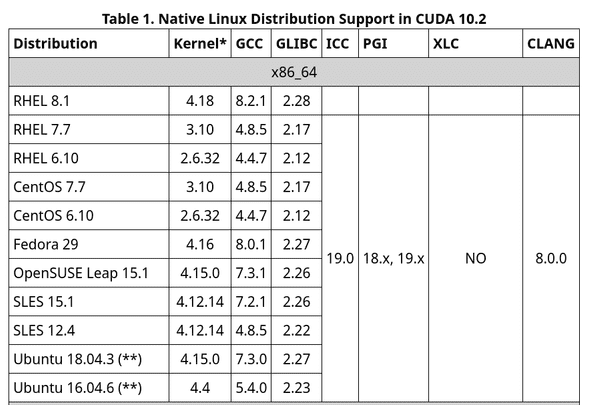 Table 1. Native Linux Distribution Support in CUDA 10.2
Distribution Kernel* GCC GLIBC ICC PGI XLC CLANG
x86_64
RHEL 8.1 4.18 8.2.1 2.28
RHEL 7.7 3.10 4.8.5 2.17
RHEL 6.10 2.6.32 4.4.7 2.12
CentOS 7.7 3.10 4.8.5 2.17
CentOS 6.10 2.6.32 4.4.7 2.12
Fedora 29 4.16 8.0.1 2.27
19.0 18.x, 19.x NO 8.0.0
OpenSUSE Leap 15.1 4.15.0 7.3.1 2.26
SLES 15.1 4.12.14 7.2.1 2.26
SLES 12.4 4.12.14 4.8.5 2.22
Ubuntu 18.04.3 (**) 4.15.0 7.3.0 2.27
Ubuntu 16.04.6 (**) 4.4 5.4.0 2.23